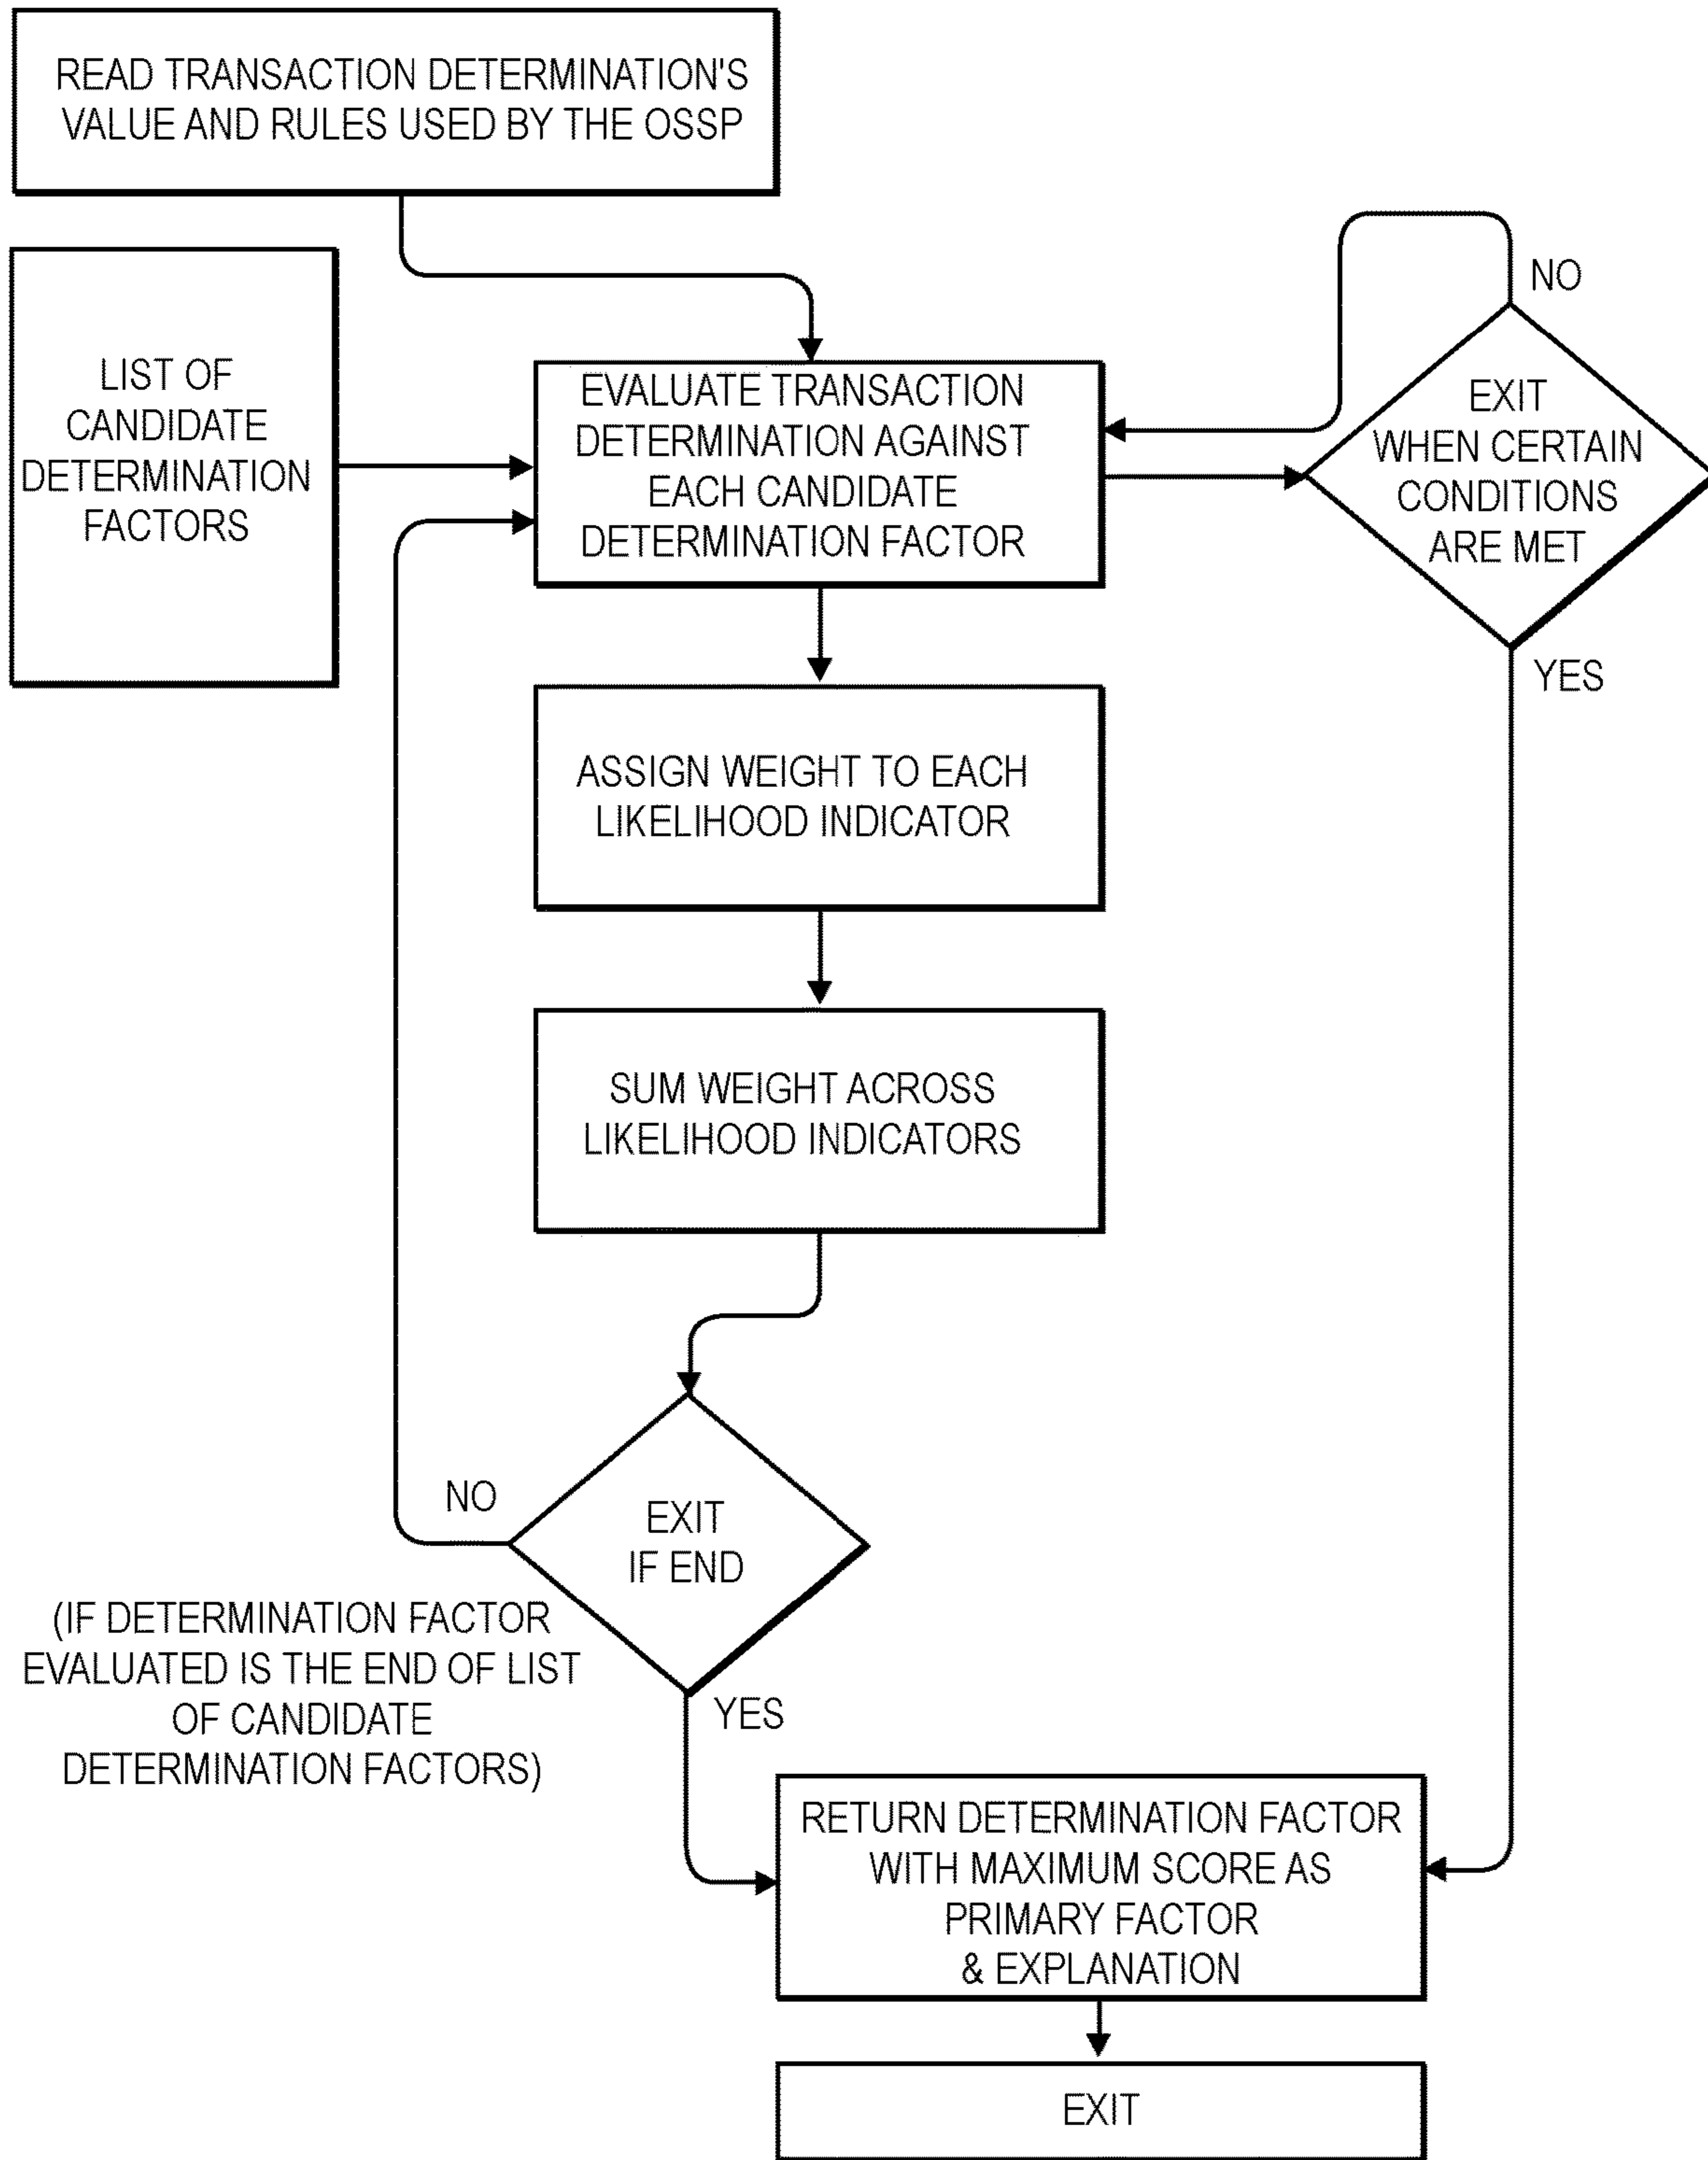 READ TRANSACTION DETERMINATION'S
VALUE AND RULES USED BY THE OSSP
LIST OF
CANDIDATE
DETERMINATION
FACTORS
EVALUATE TRANSACTION
DETERMINATION AGAINST
EACH CANDIDATE
DETERMINATION FACTOR
NO
EXIT
WHEN CERTAIN
CONDITIONS
ARE MET
YES
ASSIGN WEIGHT TO EACH
LIKELIHOOD INDICATOR
SUM WEIGHT ACROSS
LIKELIHOOD INDICATORS
NO
EXIT
IF END
(IF DETERMINATION FACTOR
EVALUATED IS THE END OF LIST
OF CANDIDATE
DETERMINATION FACTORS)
YES
RETURN DETERMINATION FACTOR
WITH MAXIMUM SCORE AS
PRIMARY FACTOR
& EXPLANATION
EXIT